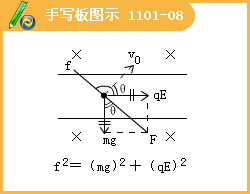 手写板图示 1101-08
f v₀
θ
qE
θ
mg F
f²=(mg)²+(qE)²